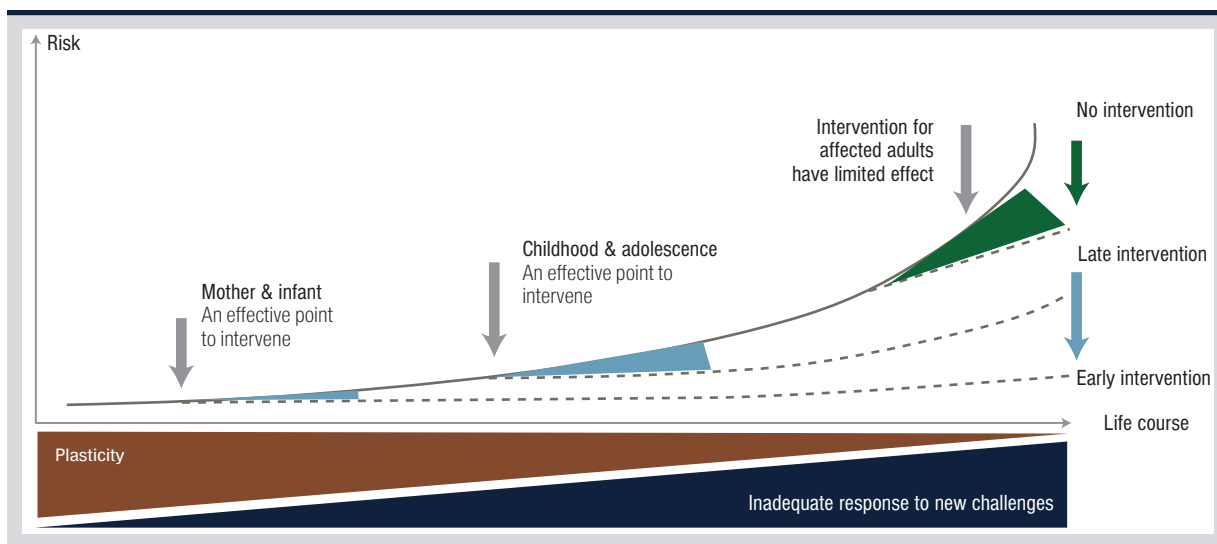 Risk
No intervention
Intervention for
affected adults
have limited effect
Childhood & adolescence
An effective point to
intervene
Late intervention
Mother & infant
An effective point
to intervene
Early intervention
Life course
Plasticity
Inadequate response to new challenges